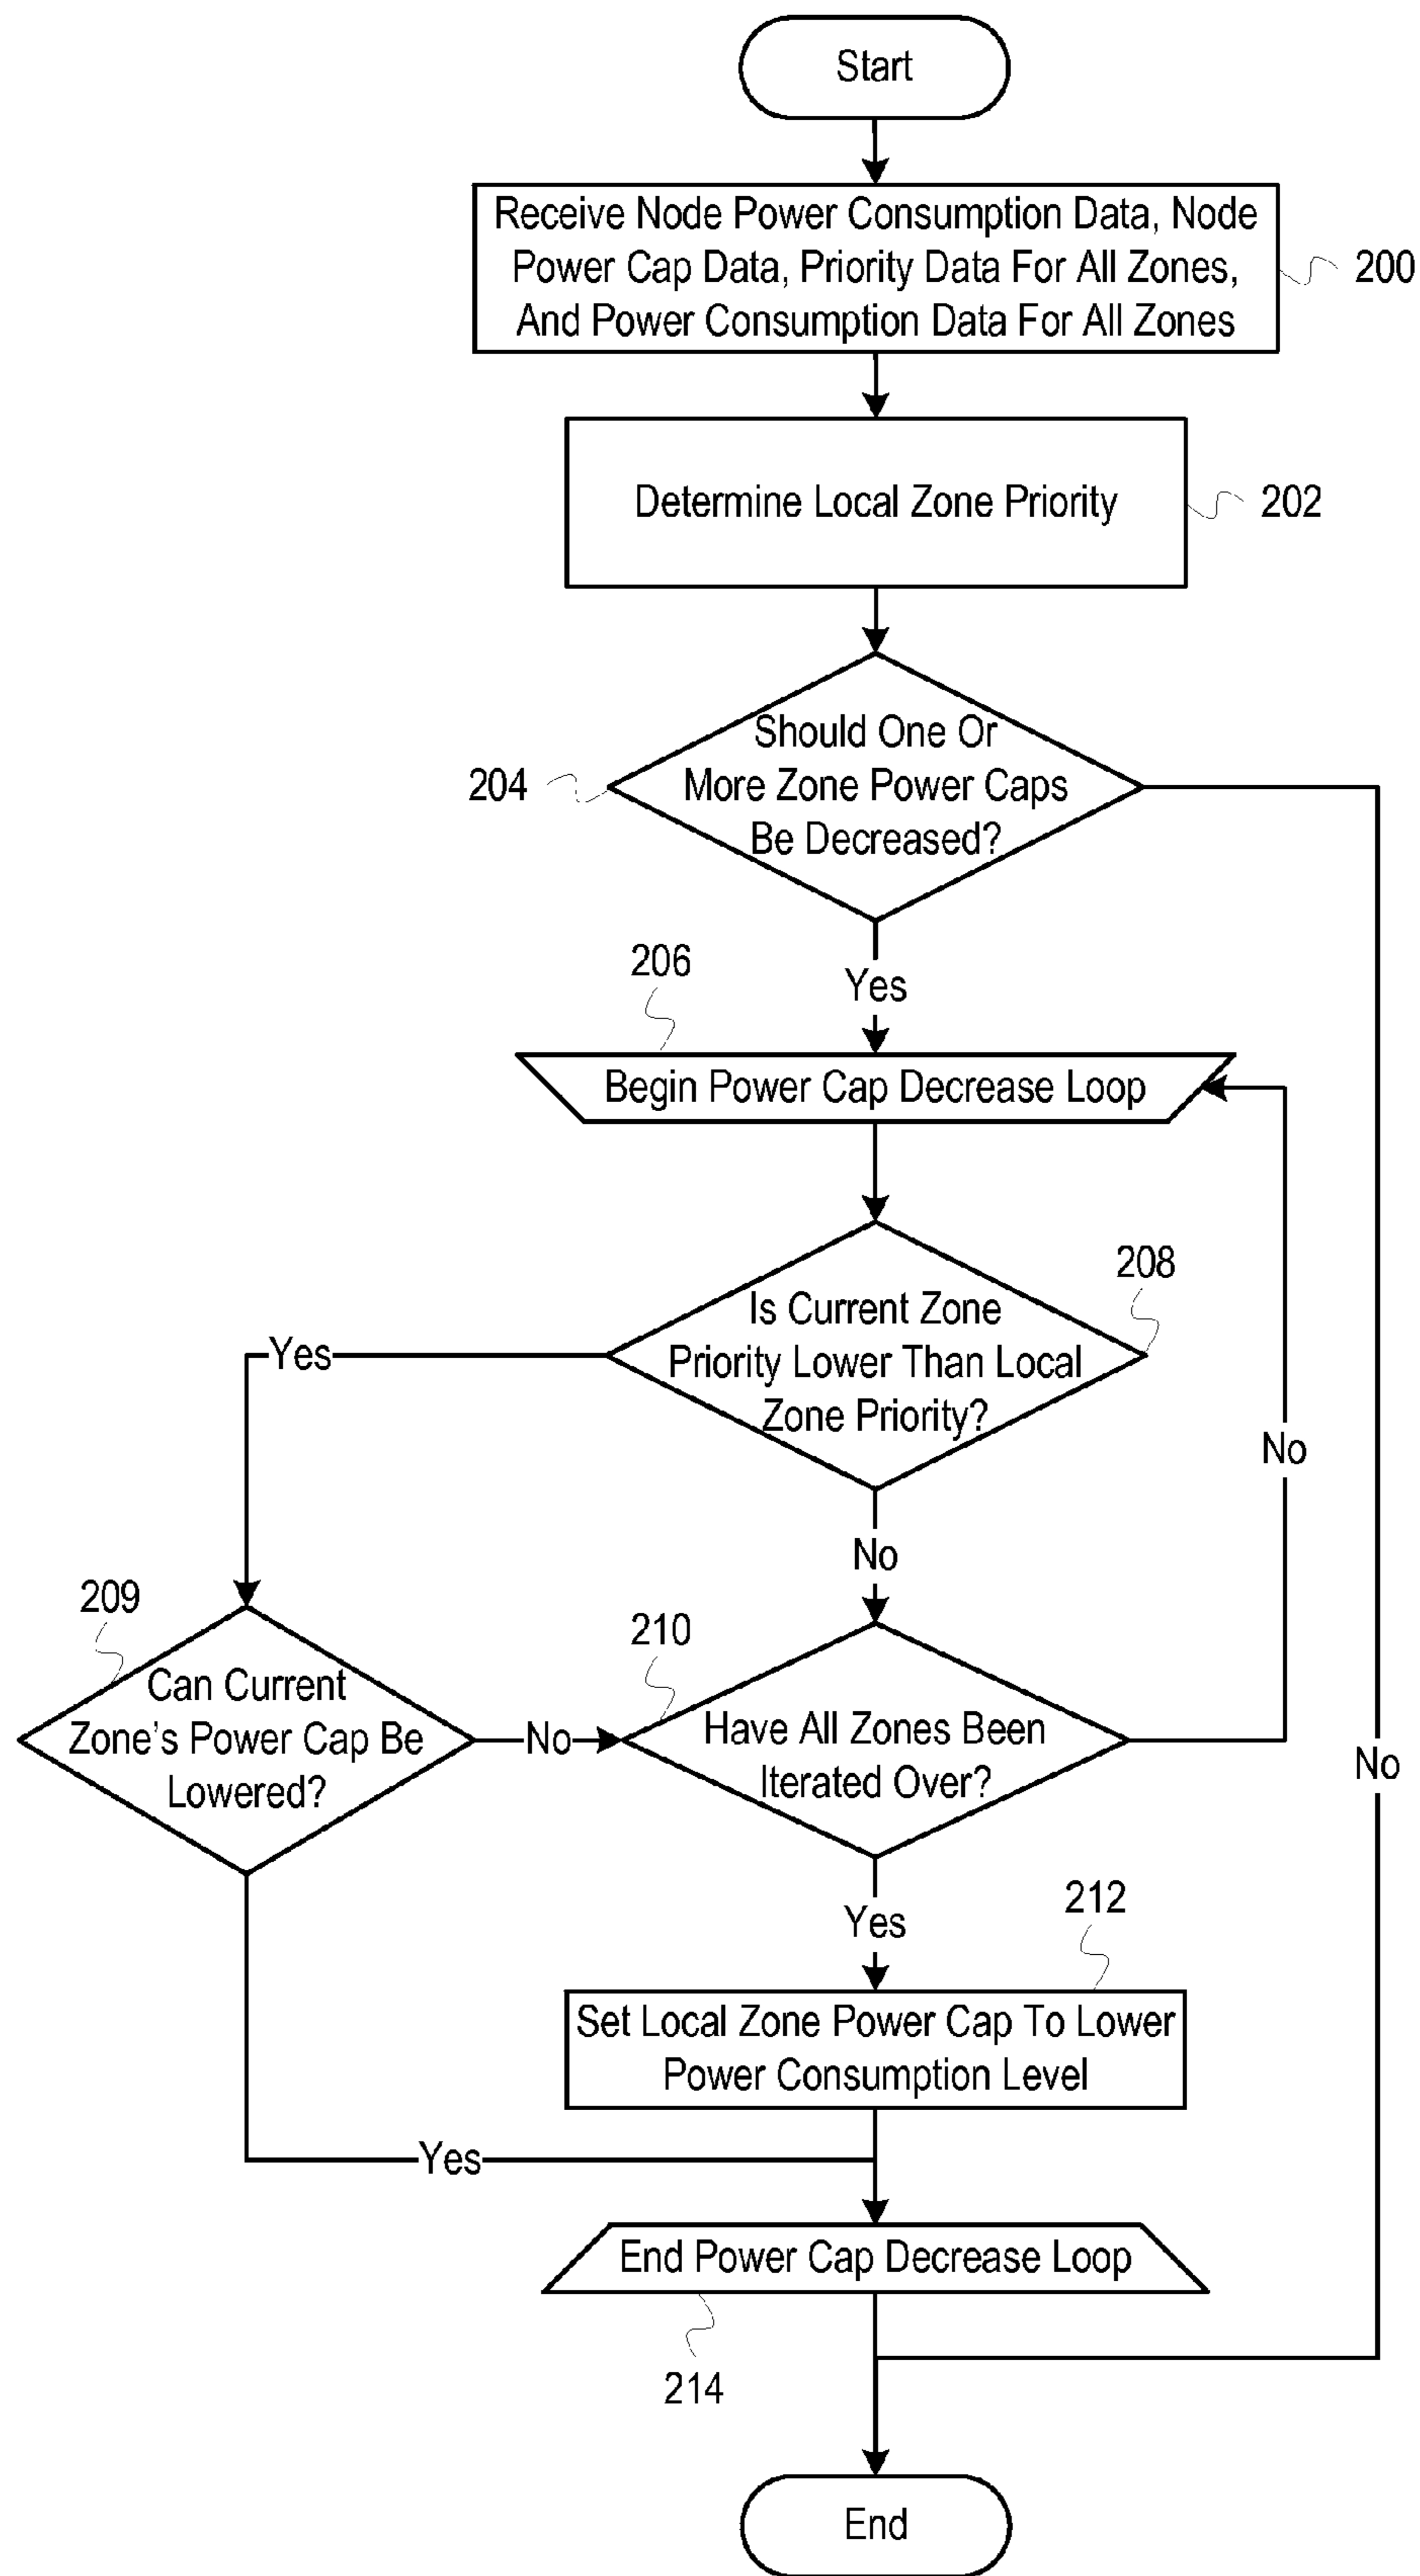 Start
Receive Node Power Consumption Data, Node
Power Cap Data, Priority Data For All Zones,
And Power Consumption Data For All Zones
200
Determine Local Zone Priority
202
Should One Or
More Zone Power Caps
Be Decreased?
204
206
Yes
Begin Power Cap Decrease Loop
208
Is Current Zone
Priority Lower Than Local
Zone Priority?
Yes
No
No
209
210
Can Current
Zone's Power Cap Be
Lowered?
No
Have All Zones Been
Iterated Over?
No
Yes
212
Set Local Zone Power Cap To Lower
Power Consumption Level
Yes
End Power Cap Decrease Loop
214
End